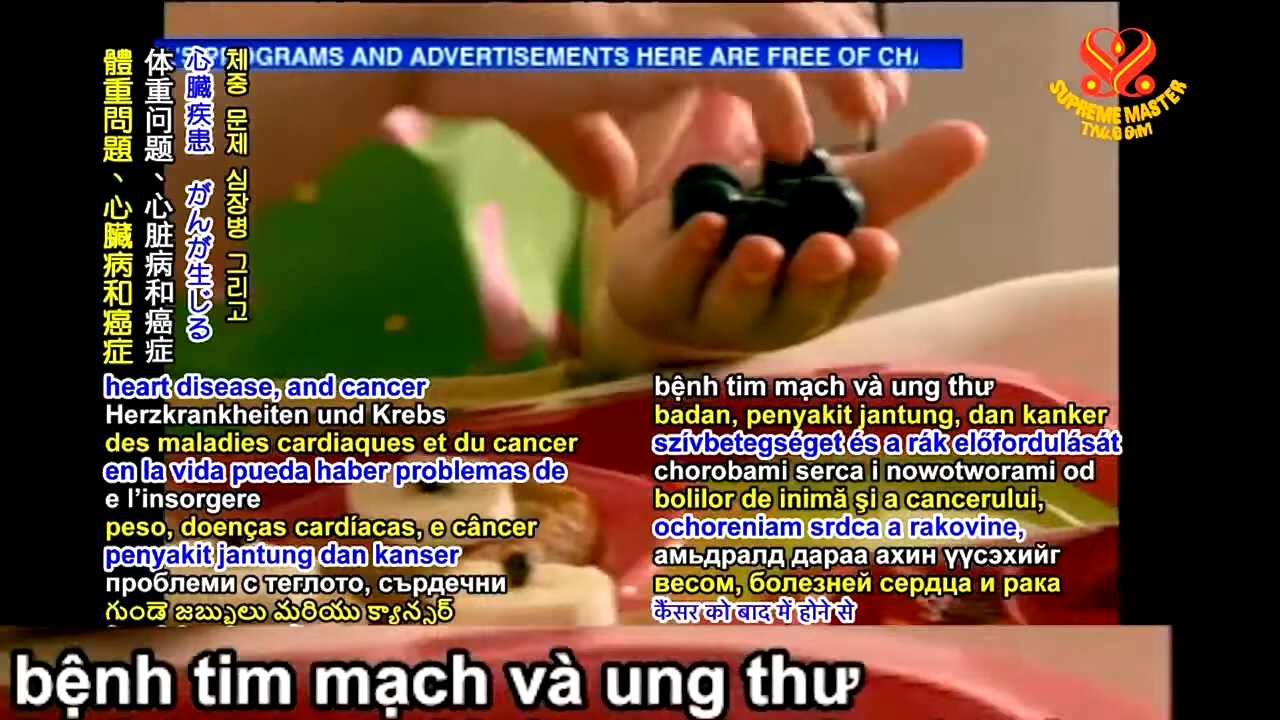 'S PROGRAMS AND ADVERTISEMENTS HERE ARE FREE OF CHA
SUPREME MASTER
體重問題、心臟病和癌症
体重问题、心脏病和癌症
心臓疾患 がんが生じる
체중 문제 심장병 그리고
heart disease, and cancer
Herzkrankheiten und Krebs
des maladies cardiaques et du cancer
en la vida pueda haber problemas de
e l’insorgere
peso, doenças cardíacas, e câncer
penyakit jantung dan kanser
проблеми с теглото, сърдечни
గుండె జబ్బులు మరియు క్యాన్సర్
bệnh tim mạch và ung thư
badan, penyakit jantung, dan kanker
szívbetegséget és a rák előfordulását
chorobami serca i nowotworami od
bolilor de inimă şi a cancerului,
ochoreniam srdca a rakovine,
амьдралд дараа ахин үүсэхийг
весом, болезней сердца и рака
कैंसर को बाद में होने से
bệnh tim mạch và ung thư